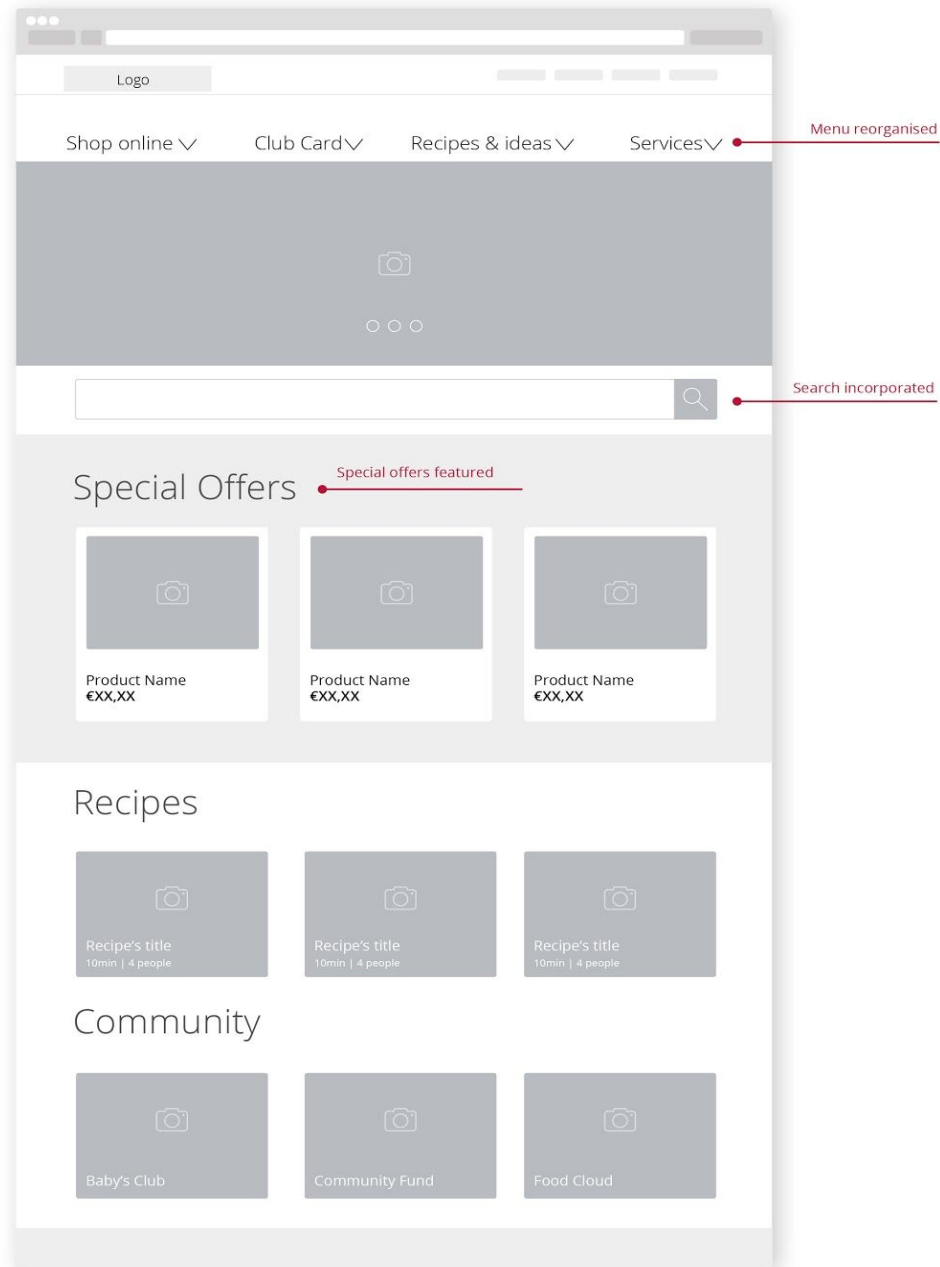 Logo
Shop online
Club Card
Recipes & ideas
Services
Menu reorganised
Search incorporated
Special Offers
Special offers featured
Product Name
€XX,XX
Product Name
€XX,XX
Product Name
€XX,XX
Recipes
Recipe's title
10min | 4 people
Recipe's title
10min | 4 people
Recipe's title
10min | 4 people
Community
Baby's Club
Community Fund
Food Cloud